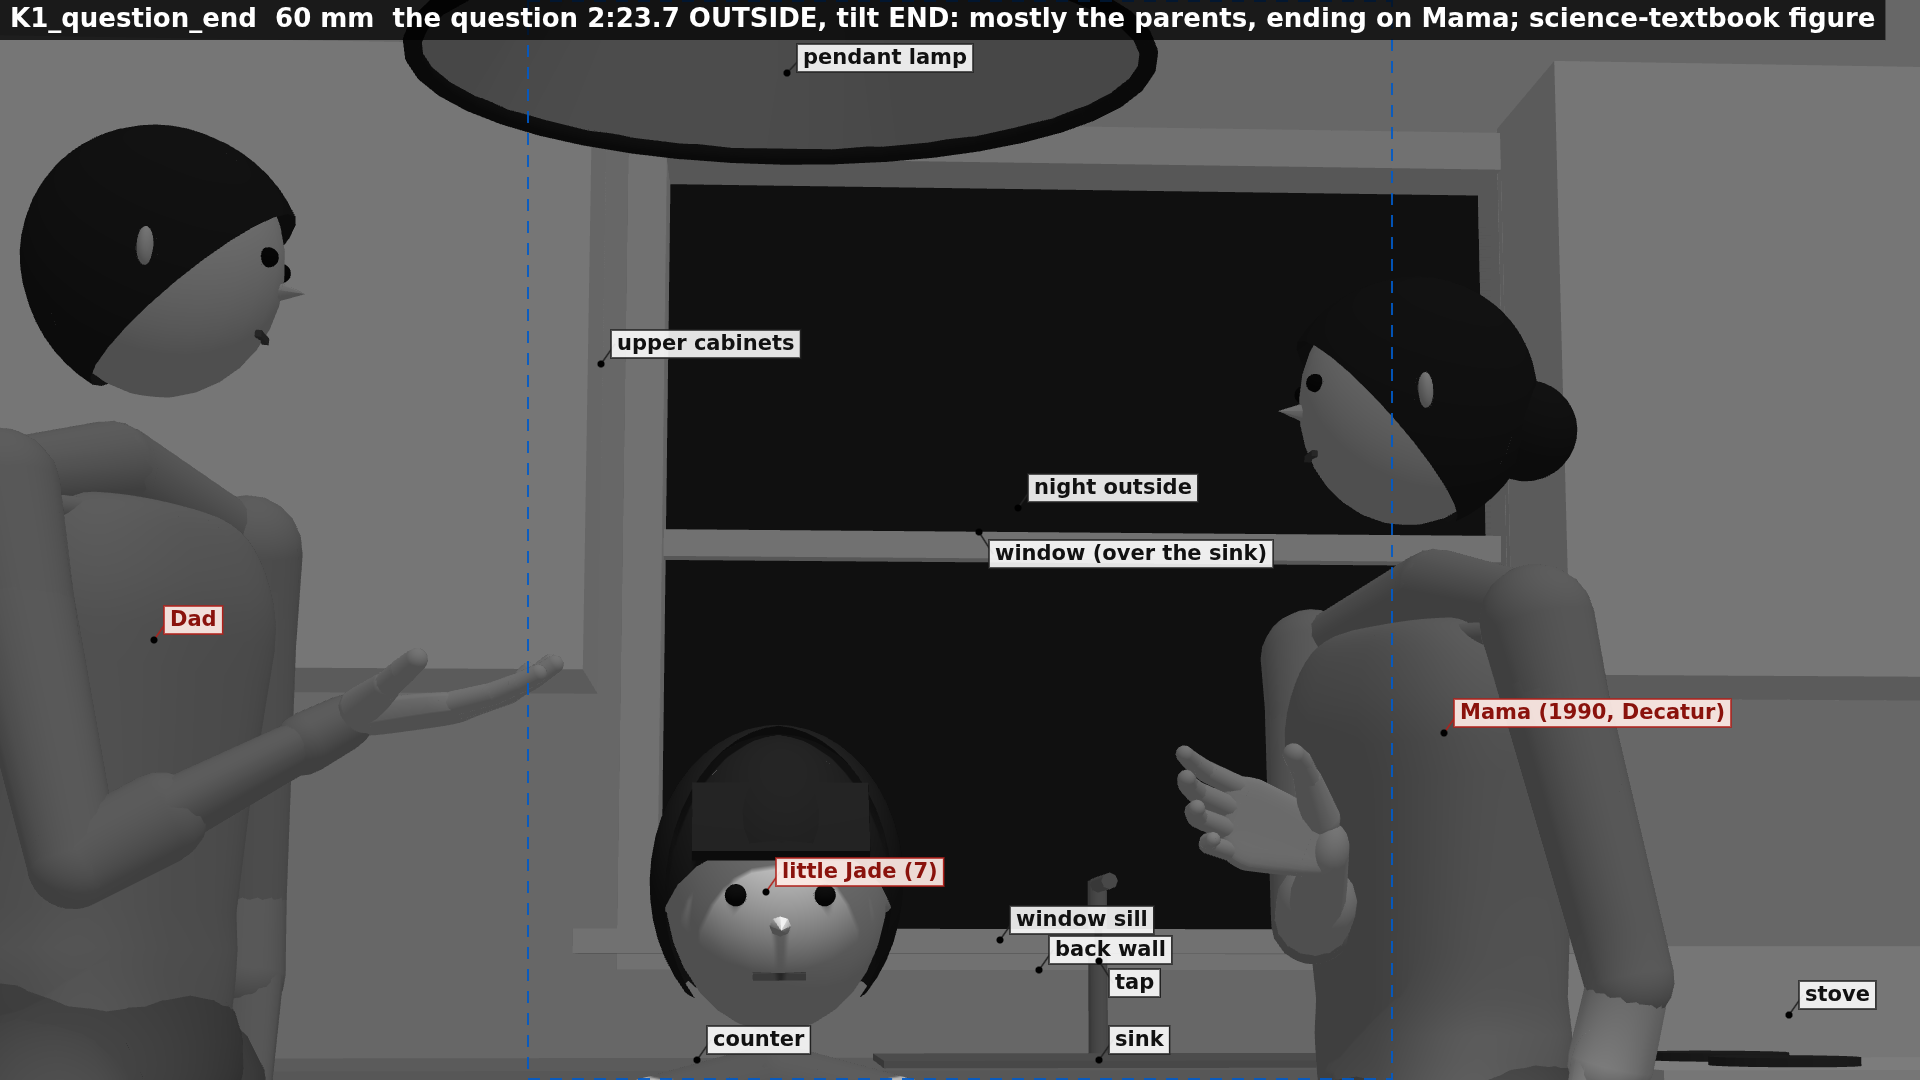 K1_question_end  60 mm  the question 2:23.7 OUTSIDE, tilt END: mostly the parents, ending on Mama; science-textbook figure
pendant lamp
upper cabinets
night outside
window (over the sink)
Dad
Mama (1990, Decatur)
little Jade (7)
window sill
back wall
tap
stove
counter
sink